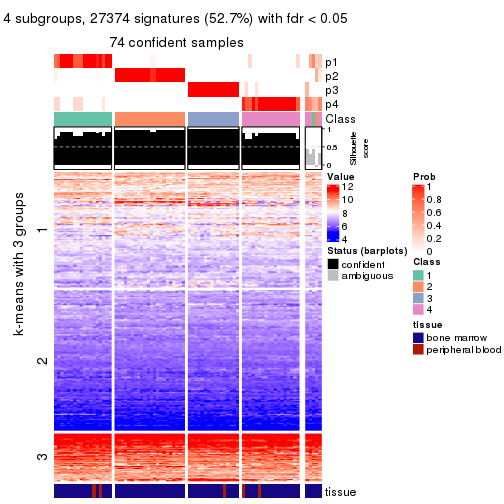 4 subgroups, 27374 signatures (52.7%) with fdr < 0.05
74 confident samples
p1
p2
p3
p4
Class
1
0.5
0
Silhouette
score
k-means with 3 groups
1
2
3
tissue
Value
12
10
8
6
4
Status (barplots)
confident
ambiguous
Prob
1
0.8
0.6
0.4
0.2
0
Class
1
2
3
4
tissue
bone marrow
peripheral blood